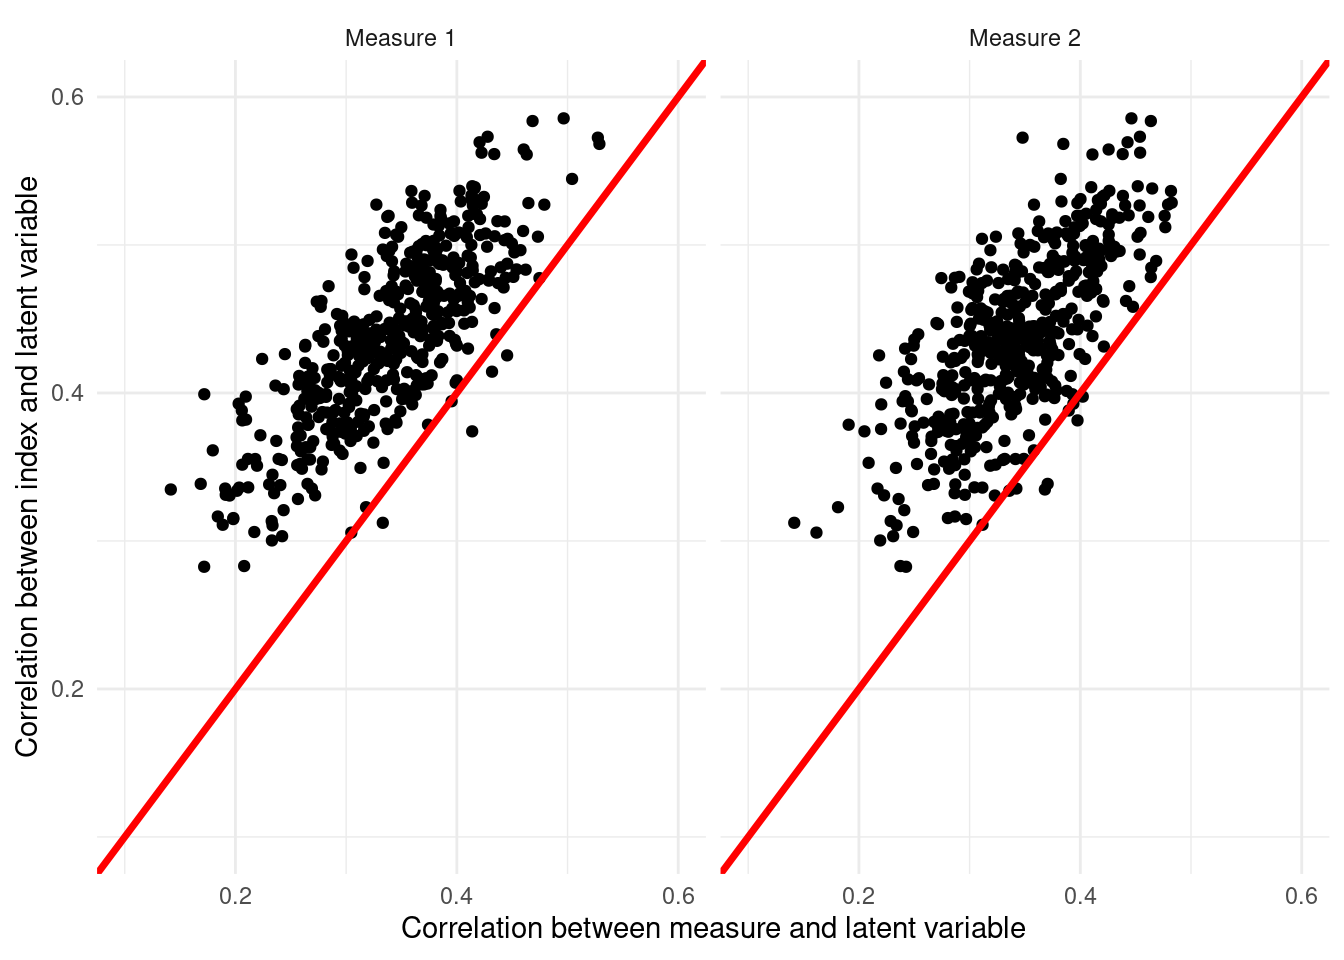 Measure 1
Measure 2
Correlation between index and latent variable
0.6
0.4
0.2
0.2
0.4
0.6
0.2
0.4
0.6
Correlation between measure and latent variable